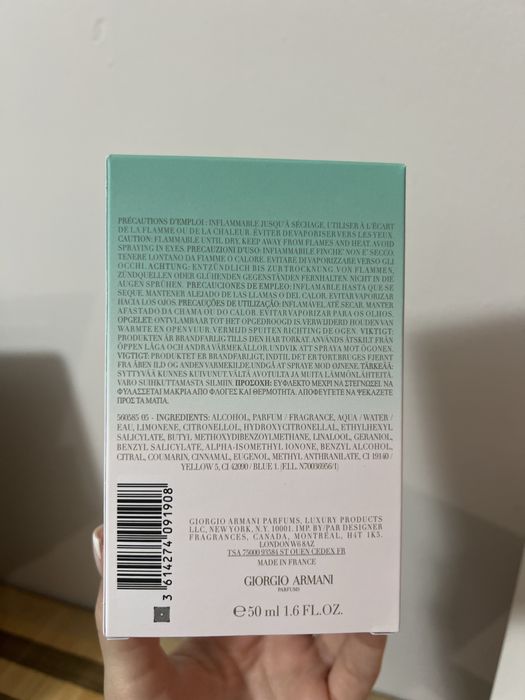 PRÉCAUTIONS D'EMPLOI : INFLAMMABLE JUSQU'À SÉCHAGE. UTILISER À L'ÉCART
DE LA FLAMME OU DE LA CHALEUR. ÉVITER DE VAPORISER VERS LES YEUX.
CAUTION: FLAMMABLE UNTIL DRY. KEEP AWAY FROM FLAMES AND HEAT. AVOID
SPRAYING IN EYES. PRECAUZIONI D'USO: INFIAMMABILE FINCHE' NON E' SECCO.
TENERE LONTANO DA FIAMME O CALORE. EVITARE DI VAPORIZZARE VERSO GLI
OCCHI. ACHTUNG: ENTZÜNDLICH BIS ZUR TROCKNUNG VON FLAMMEN,
ZÜNDQUELLEN ODER GLÜHENDEN GEGENSTÄNDEN FERNHALTEN. NICHT IN DIE
AUGEN SPRÜHEN. PRECAUCIONES DE EMPLEO: INFLAMABLE HASTA QUE SE
SEQUE. MANTENER ALEJADO DE LAS LLAMAS O DEL CALOR. EVITAR VAPORIZAR
HACIA LOS OJOS. PRECAUÇÕES DE UTILIZAÇÃO: INFLAMÁVEL ATÉ SECAR. MANTER
AFASTADO DA CHAMA OU DO CALOR. EVITAR VAPORIZAR PARA OS OLHOS.
OPGELET: ONTVLAMBAAR TOT HET OPGEDROOGD IS. VERWIJDERD HOUDEN VAN
WARMTE EN OPEN VUUR. VERMIJD SPUITEN RICHTING DE OGEN. VIKTIGT:
PRODUKTEN ÄR BRANDFARLIG TILLS DEN HAR TORKAT. ANVÄNDS ÅTSKILT FRÅN
ÖPPEN LÅGA OCH ANDRA VÄRMEKÄLLOR. UNDVIK ATT SPRAYA MOT ÖGONEN.
VIGTIGT: PRODUKTET ER BRANDFARLIGT, INDTIL DET ER TORT. BRUGES FJERNT
FRA ÅBEN ILD OG ANDEN VARMEKILDE. UNDGÅ AT SPRAYE MOD ØJNENE. TÄRKEÄÄ:
SYTTYVÄÄ KUNNES KUIVUNUT. VÄLTÄ AVOTULTA JA MUITA LÄMMÖNLÄHTEITÄ.
VARO SUIHKUTTAMASTA SILMIIN. ΠΡΟΣΟΧΗ: ΕΥΦΛΕΚΤΟ ΜΕΧΡΙ ΝΑ ΣΤΕΓΝΩΣΕΙ. ΝΑ
ΦΥΛΑΣΣΕΤΑΙ ΜΑΚΡΙΑ ΑΠΟ ΦΛΟΓΕΣ ΚΑΙ ΘΕΡΜΟΤΗΤΑ. ΑΠΟΦΕΥΓΕΤΕ ΝΑ ΨΕΚΑΖΕΤΕ
ΠΡΟΣ ΤΑ ΜΑΤΙΑ.
560585 05 - INGREDIENTS: ALCOHOL, PARFUM / FRAGRANCE, AQUA / WATER /
EAU, LIMONENE, CITRONELLOL, HYDROXYCITRONELLAL, ETHYLHEXYL
SALICYLATE, BUTYL METHOXYDIBENZOYLMETHANE, LINALOOL, GERANIOL,
BENZYL SALICYLATE, ALPHA-ISOMETHYL IONONE, BENZYL ALCOHOL,
CITRAL, COUMARIN, CINNAMAL, EUGENOL, METHYL ANTHRANILATE, CI 19140 /
YELLOW 5, CI 42090 / BLUE 1. (F.I.L. N70038956/1)
GIORGIO ARMANI PARFUMS, LUXURY PRODUCTS
LLC, NEW YORK, N.Y. 10001. IMP. BY/PAR DESIGNER
FRAGRANCES, CANADA, MONTRÉAL, H4T 1K5.
LONDON W6 8AZ
TSA 75000 93584 ST OUEN CEDEX FR
MADE IN FRANCE
GIORGIO ARMANI
PARFUMS
℮ 50 ml 1.6 FL.OZ.
3 614274 091908